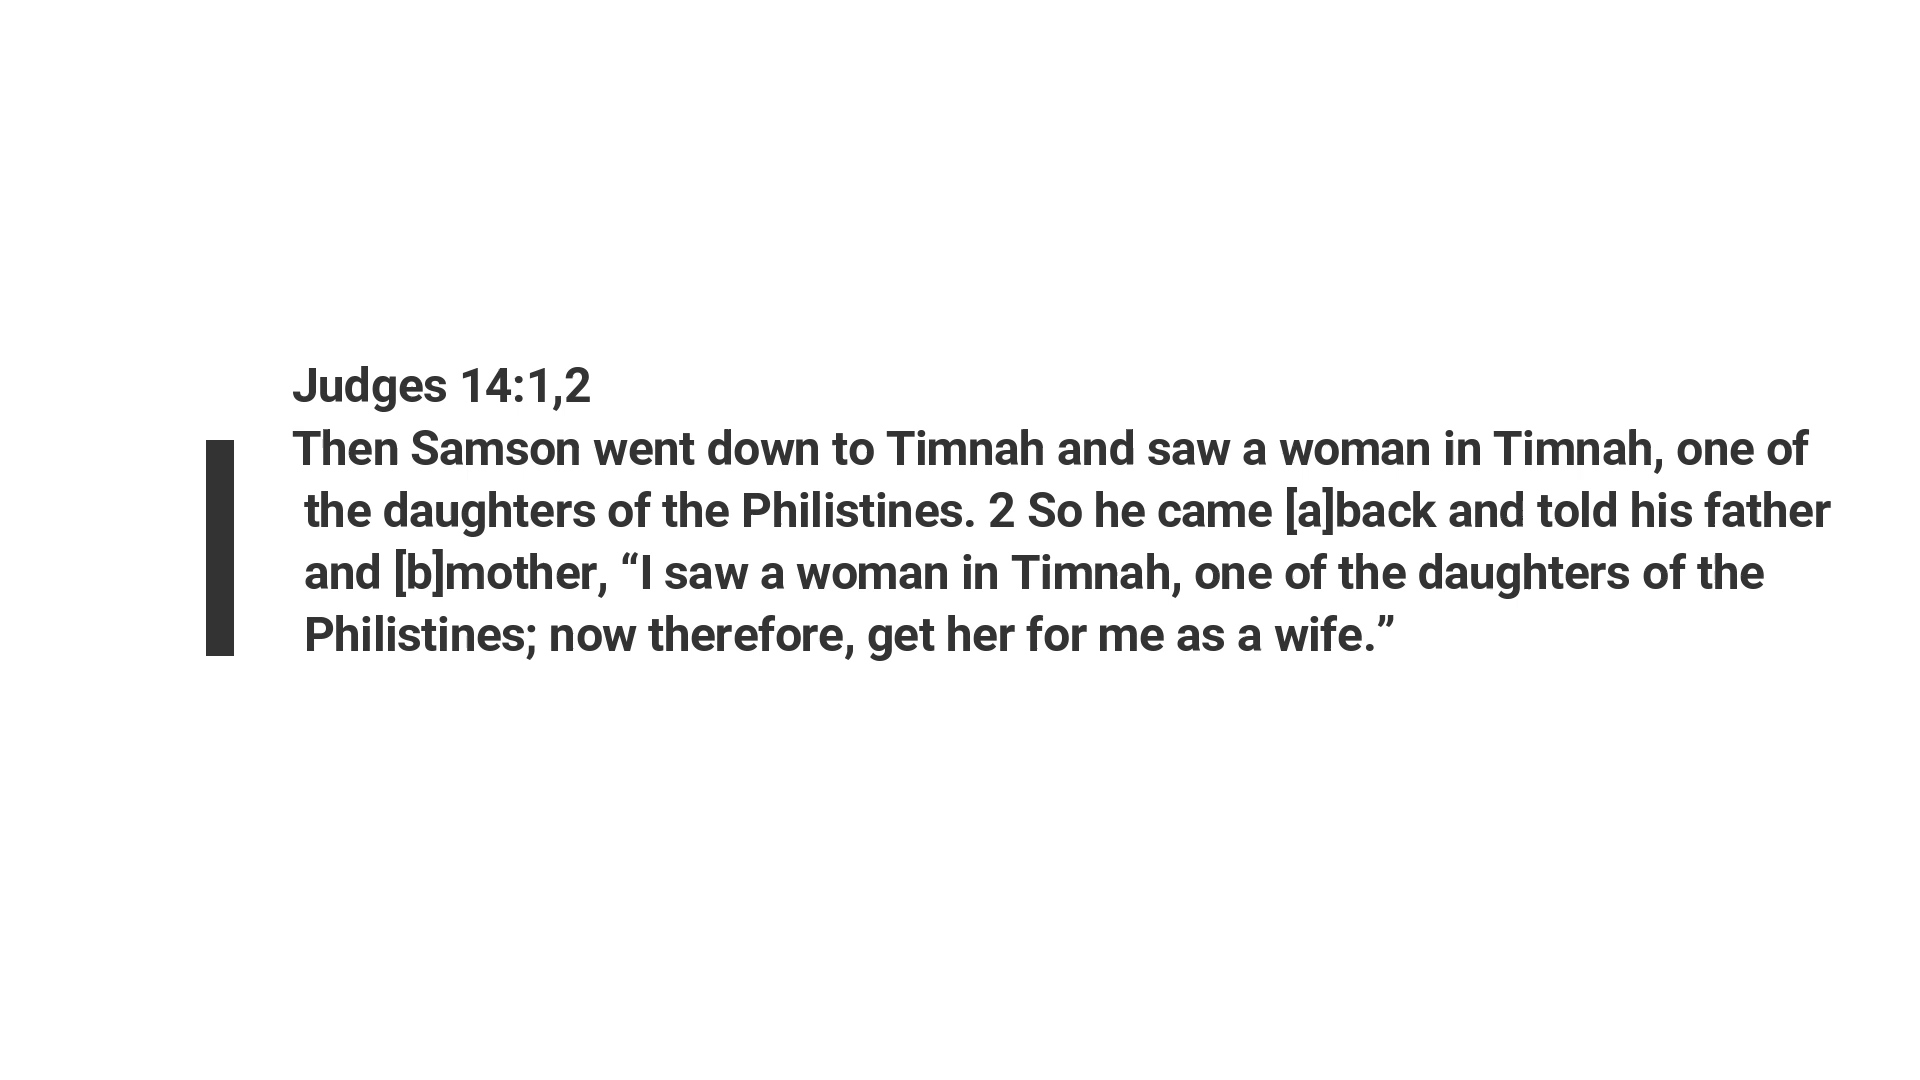 Judges 14:1,2
Then Samson went down to Timnah and saw a woman in Timnah, one of
the daughters of the Philistines. 2 So he came [a]back and told his father
and [b]mother, “I saw a woman in Timnah, one of the daughters of the
Philistines; now therefore, get her for me as a wife.”